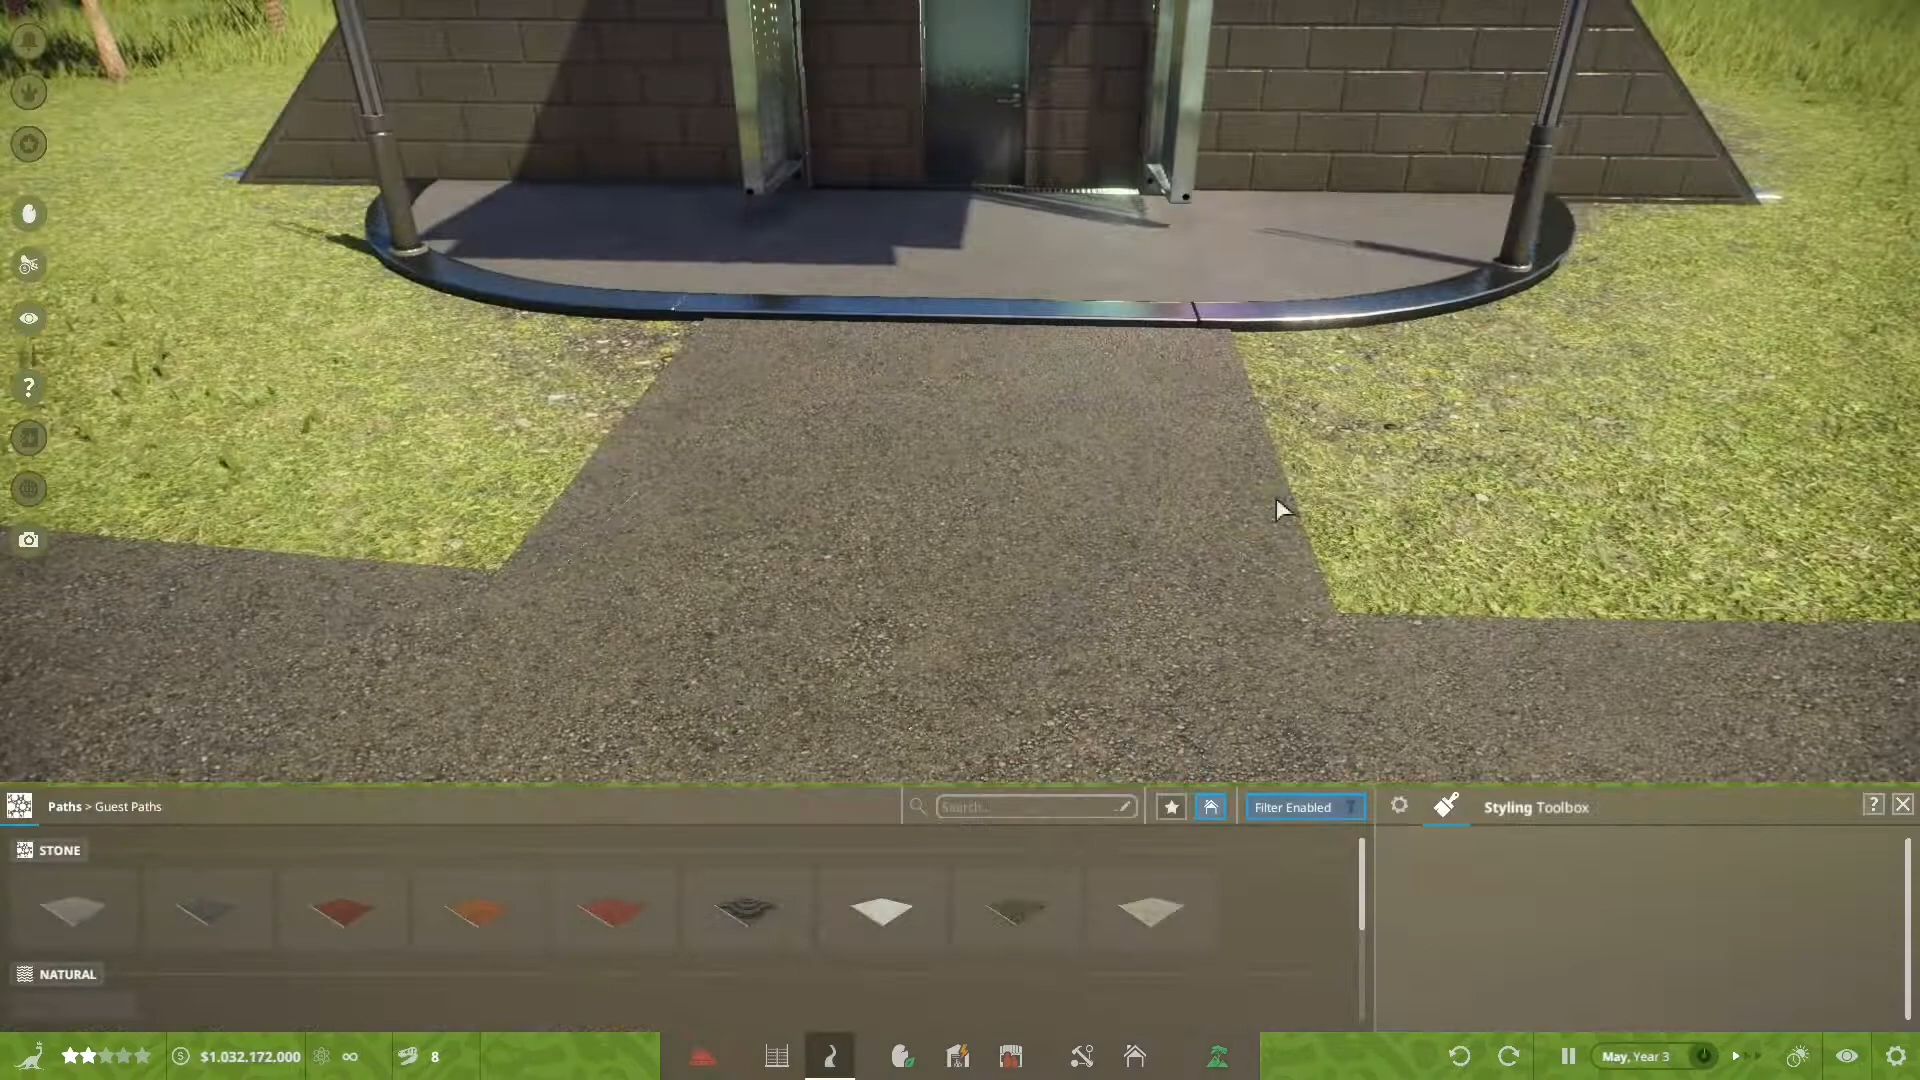 Paths > Guest Paths
Search...
Filter Enabled
Styling Toolbox
?
STONE
NATURAL
?
$1.032.172.000
∞
8
May, Year 3